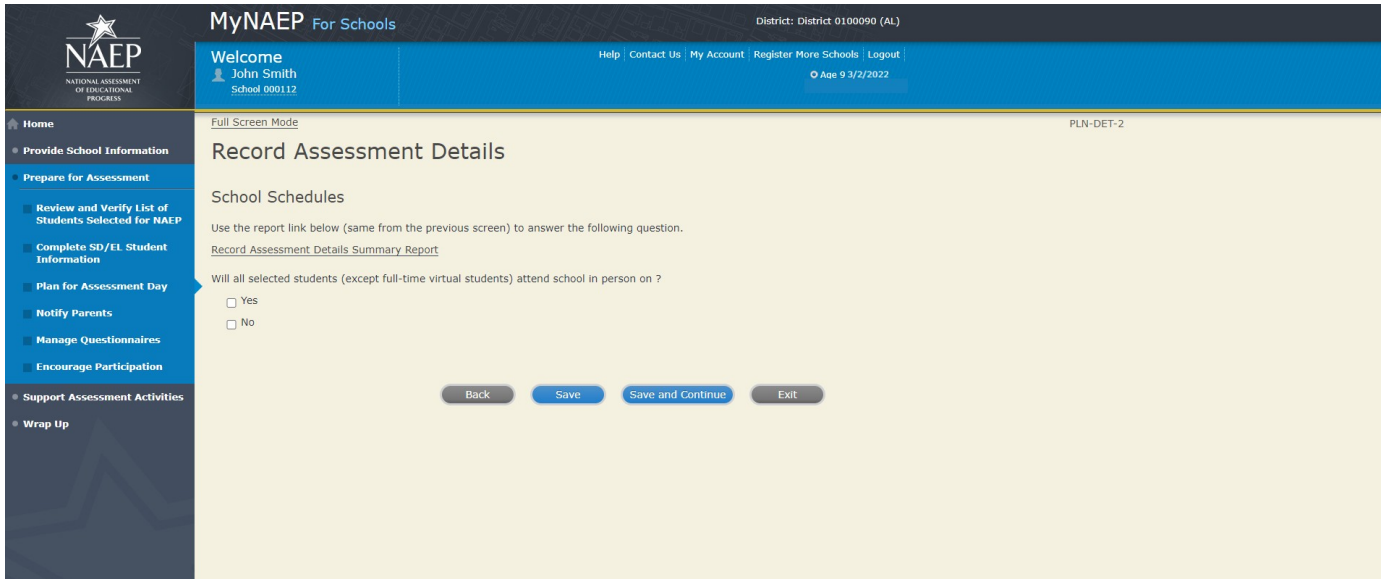 MyNAEP For Schools
District: District 0100090 (AL)
NAEP
NATIONAL ASSESSMENT
OF EDUCATIONAL
PROGRESS
Welcome
John Smith
School 000112
Help Contact Us My Account Register More Schools Logout
Age 9 3/2/2022
Home
Provide School Information
Prepare for Assessment
Review and Verify List of
Students Selected for NAEP
Complete SD/EL Student
Information
Plan for Assessment Day
Notify Parents
Manage Questionnaires
Encourage Participation
Support Assessment Activities
Wrap Up
Full Screen Mode
PLN-DET-2
Record Assessment Details
School Schedules
Use the report link below (same from the previous screen) to answer the following question.
Record Assessment Details Summary Report
Will all selected students (except full-time virtual students) attend school in person on ?
Yes
No
Back Save Save and Continue Exit